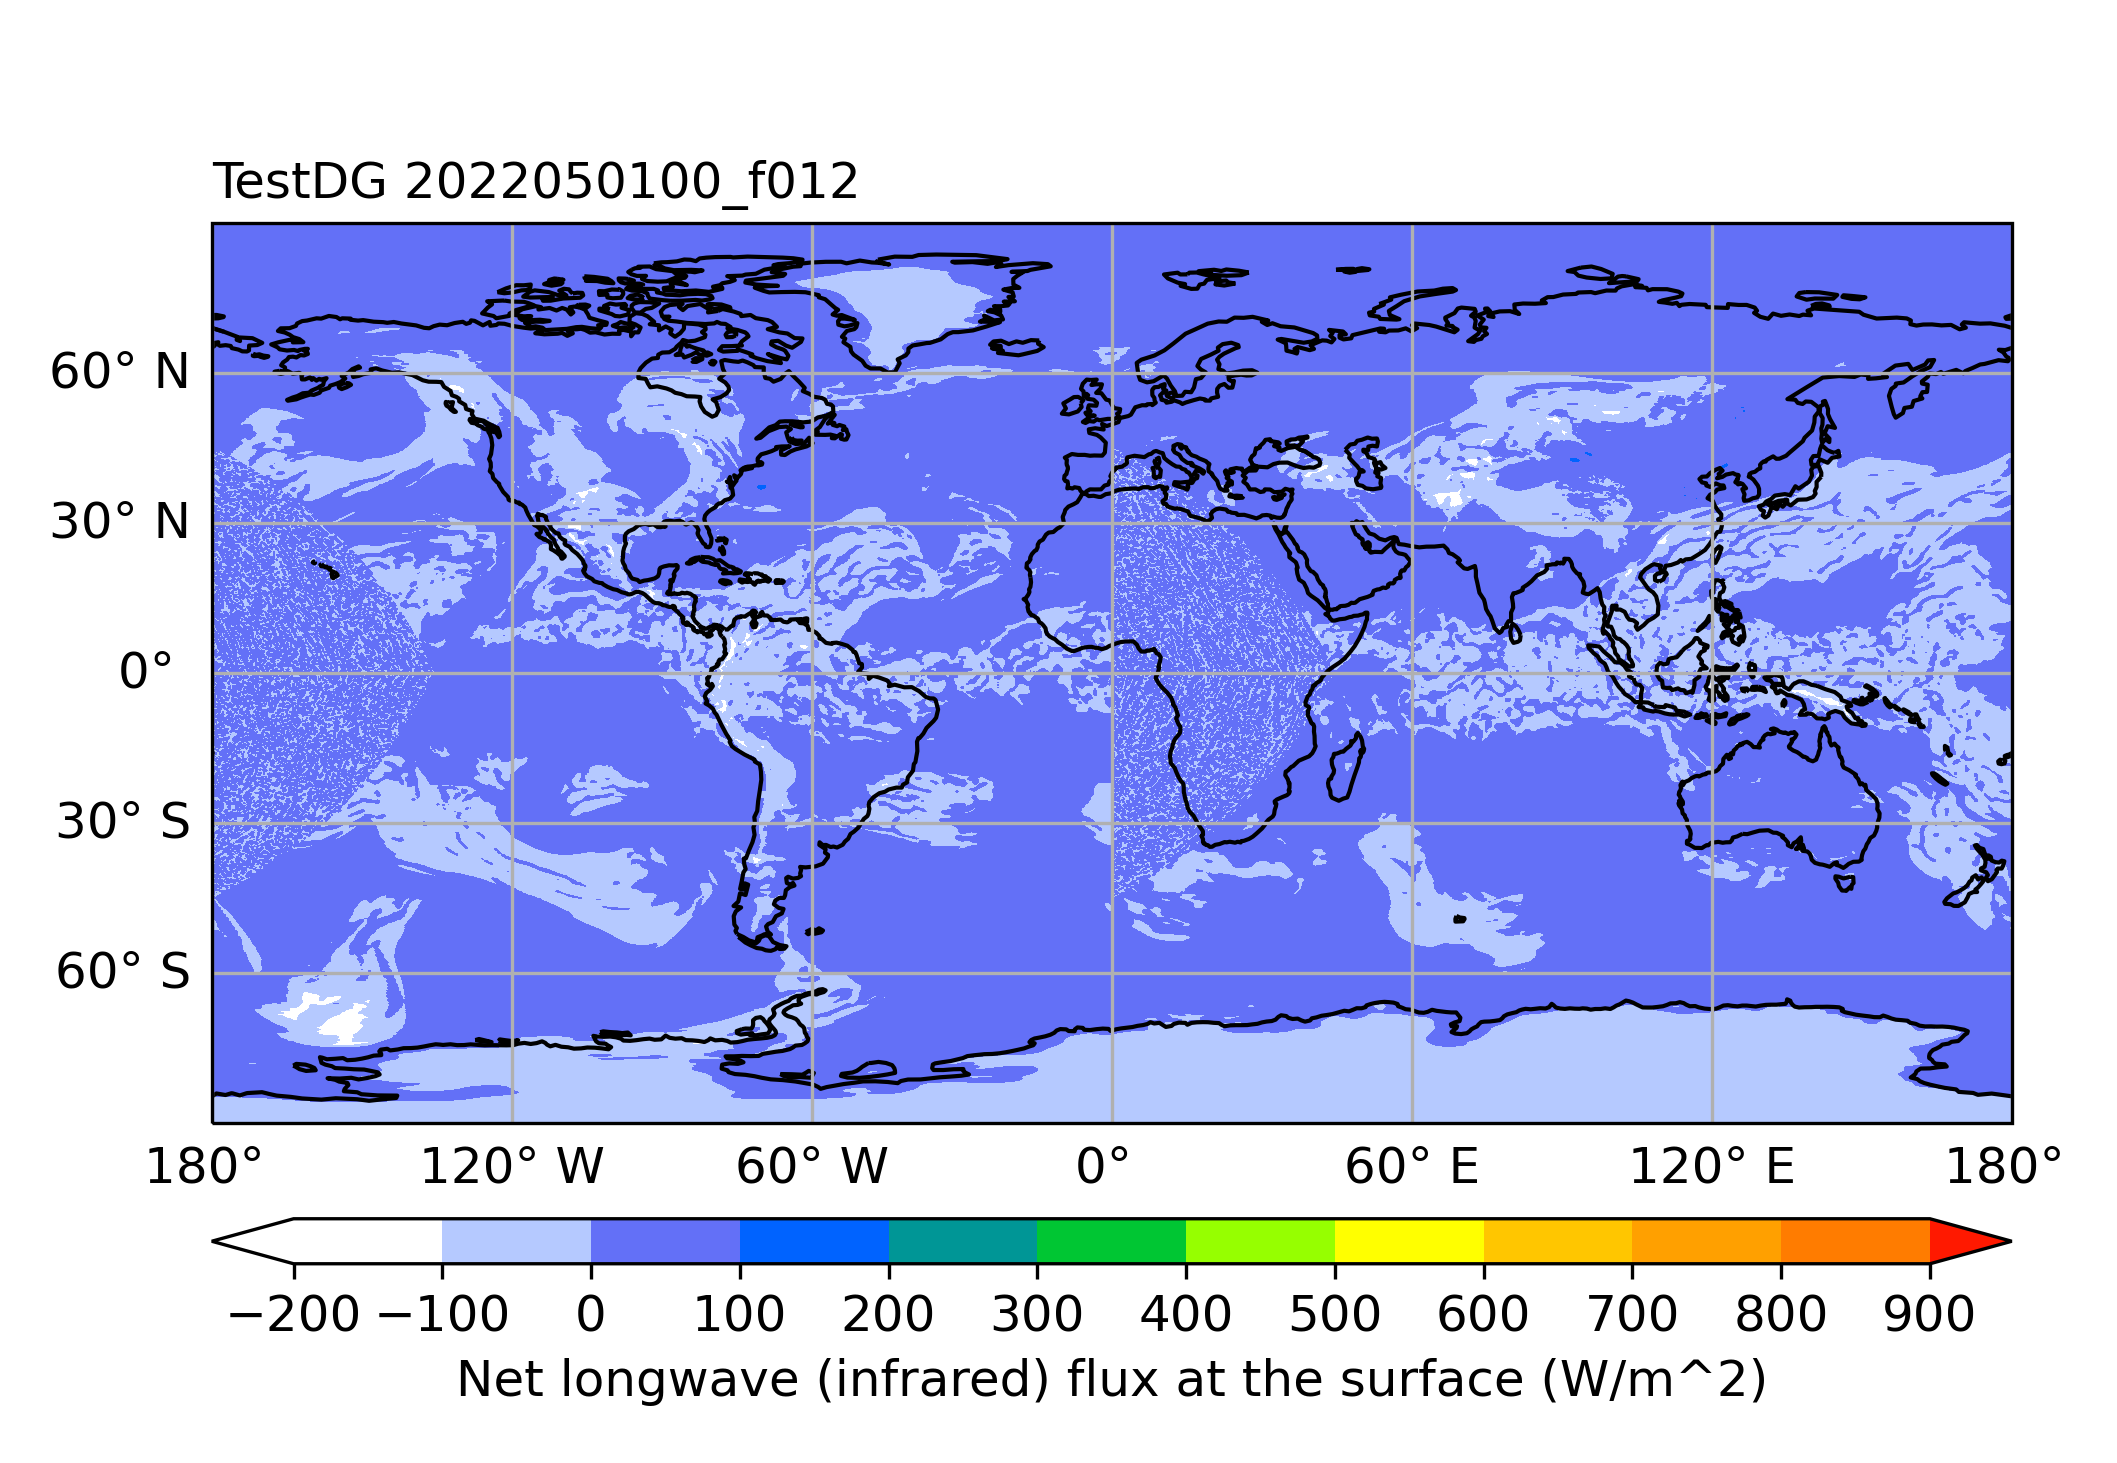 TestDG 2022050100_f012
60° N
30° N
0°
30° S
60° S
180° 120° W 60° W 0° 60° E 120° E 180°
−200 −100 0 100 200 300 400 500 600 700 800 900
Net longwave (infrared) flux at the surface (W/m^2)